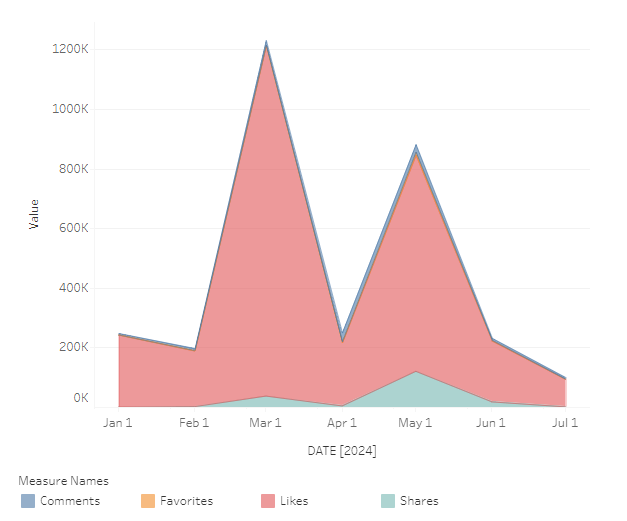 1200K
1000K
800K
600K
400K
200K
0K
Value
Jan 1 Feb 1 Mar 1 Apr 1 May 1 Jun 1 Jul 1
DATE [2024]
Measure Names
Comments Favorites Likes Shares